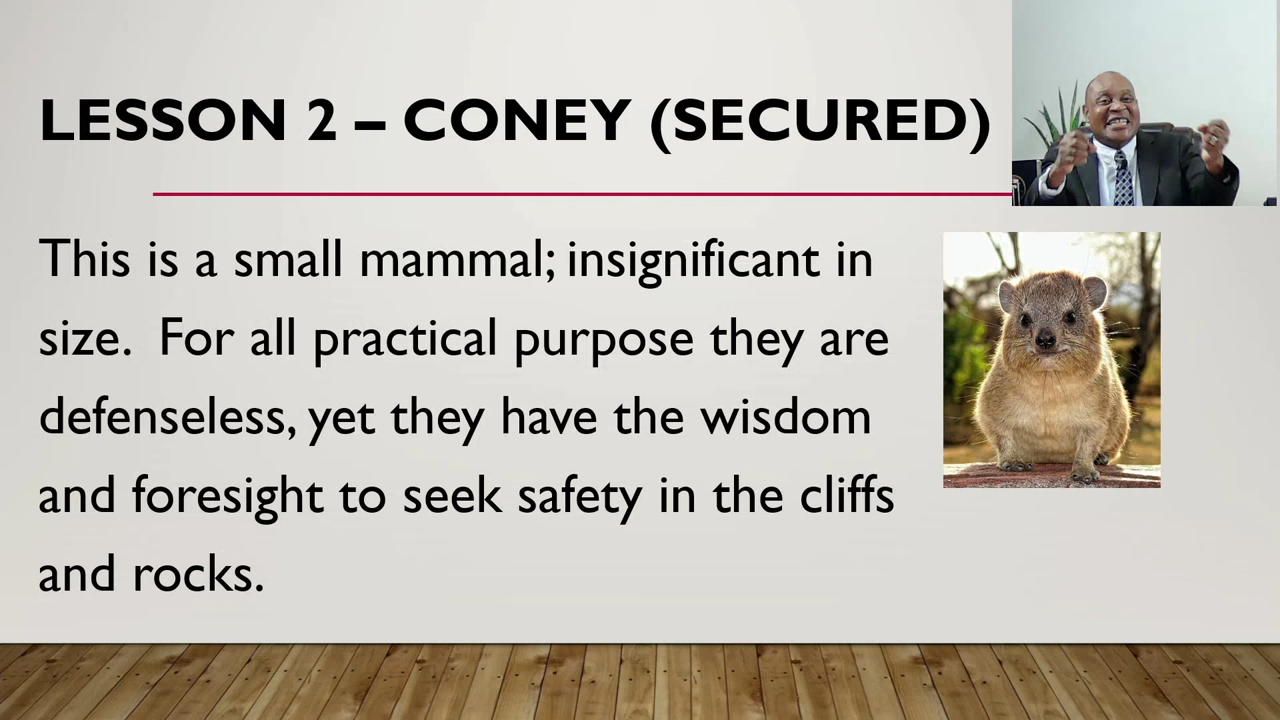 LESSON 2 – CONEY (SECURED)
This is a small mammal; insignificant in
size.  For all practical purpose they are
defenseless, yet they have the wisdom
and foresight to seek safety in the cliffs
and rocks.